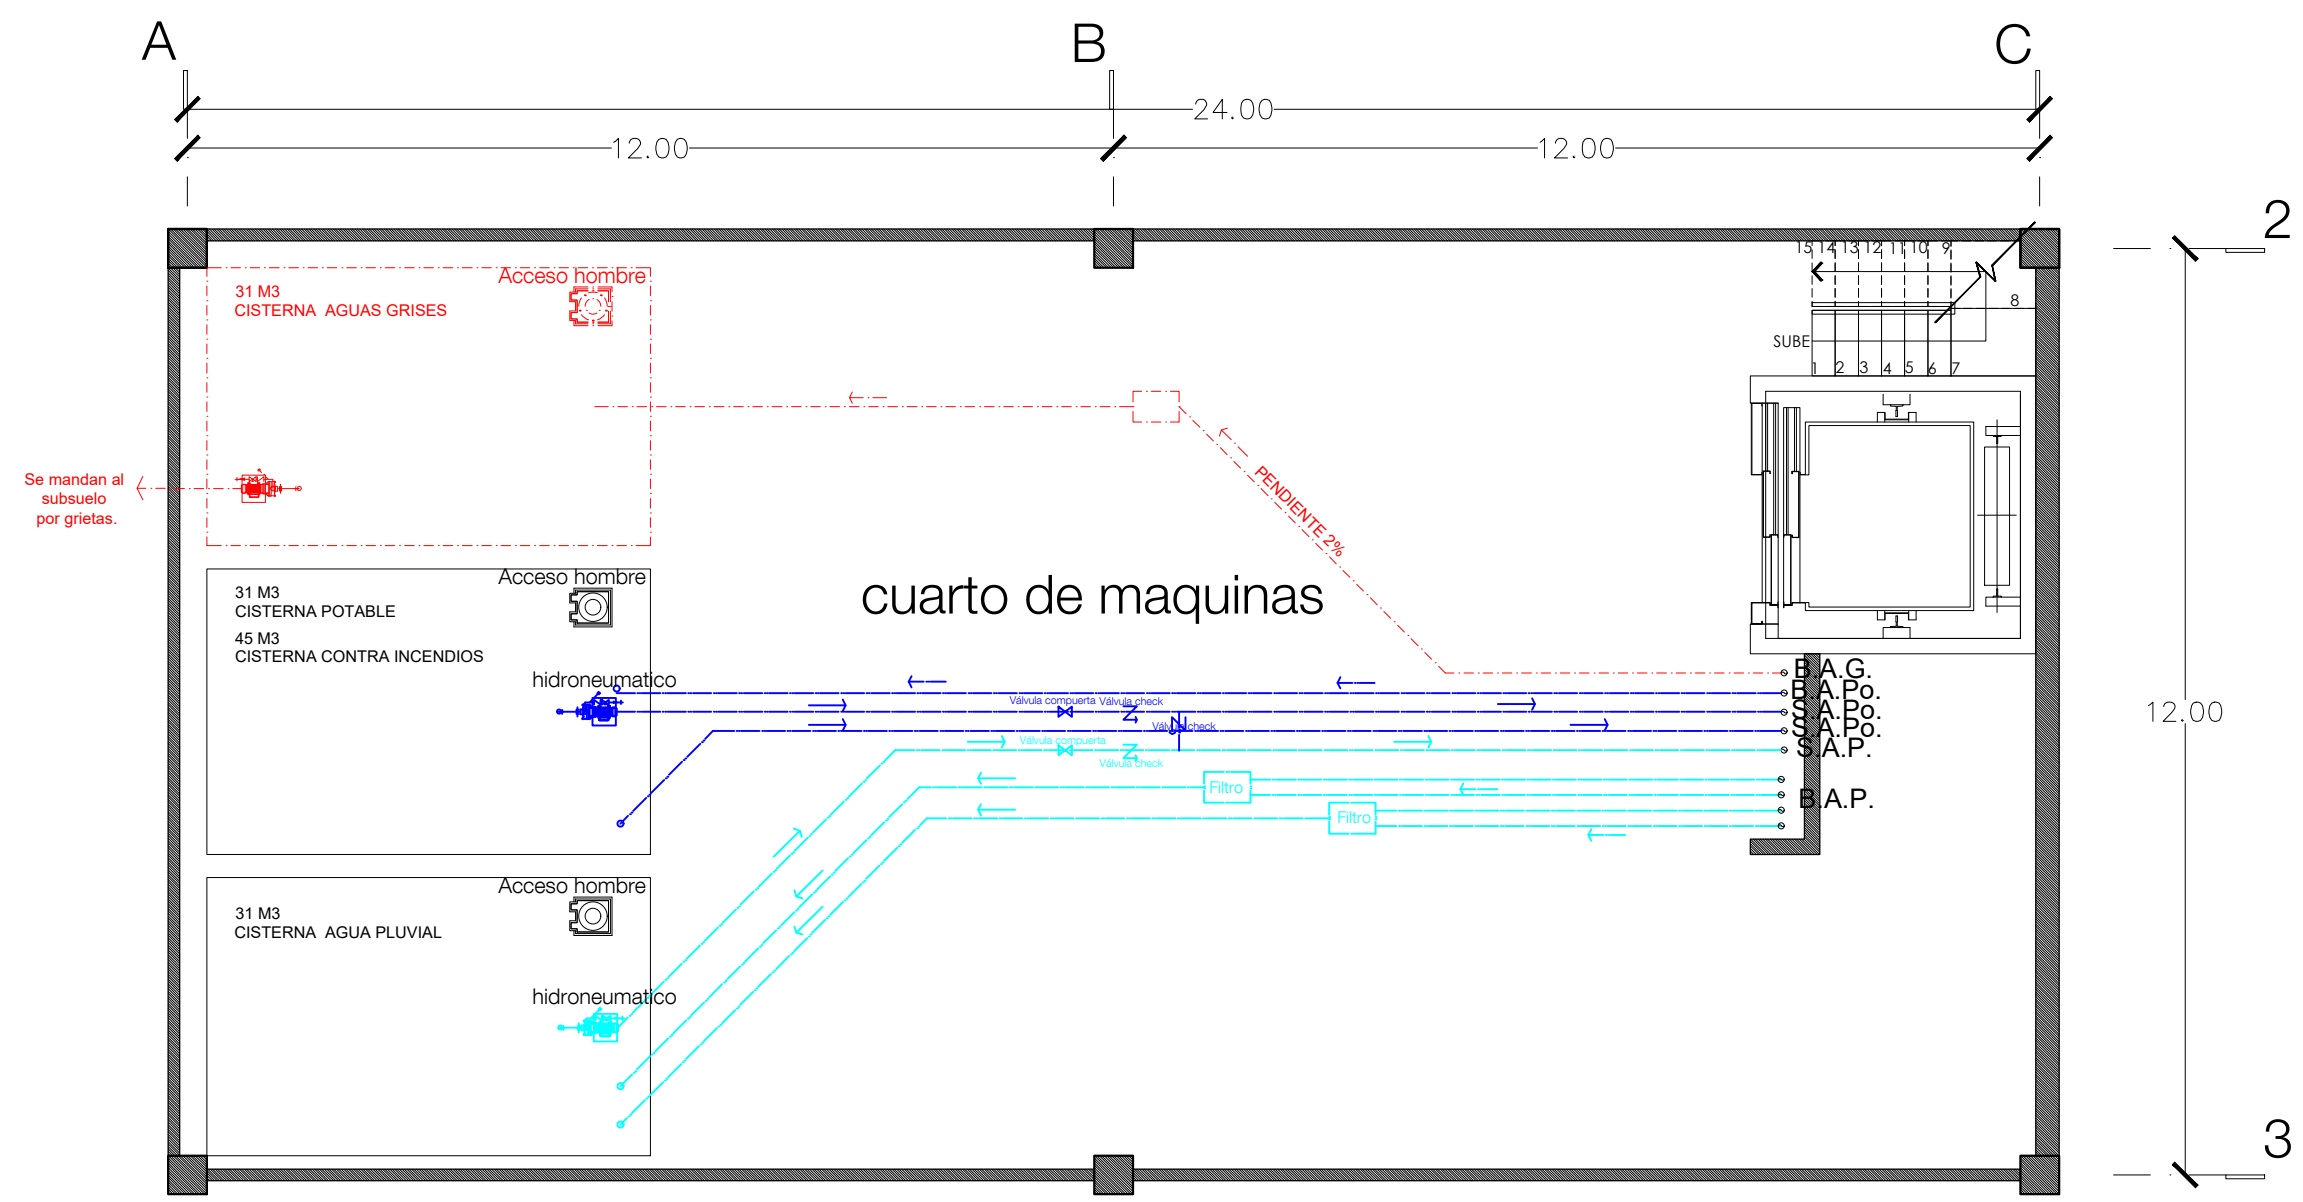 A
B
C
24.00
12.00
12.00
2
15
14
13
12
11
10
9
8
SUBE
1
2
3
4
5
6
7
Acceso hombre
31 M3
CISTERNA  AGUAS GRISES
Se mandan al
subsuelo
por grietas.
PENDIENTE 2%
cuarto de maquinas
Acceso hombre
31 M3
CISTERNA POTABLE
45 M3
CISTERNA CONTRA INCENDIOS
hidroneumatico
Válvula compuerta
Válvula check
Válvula check
Válvula compuerta
Válvula check
B.A.G.
B.A.Po.
S.A.Po.
S.A.Po.
S.A.P.
B.A.P.
Filtro
Filtro
12.00
Acceso hombre
31 M3
CISTERNA  AGUA PLUVIAL
hidroneumatico
3